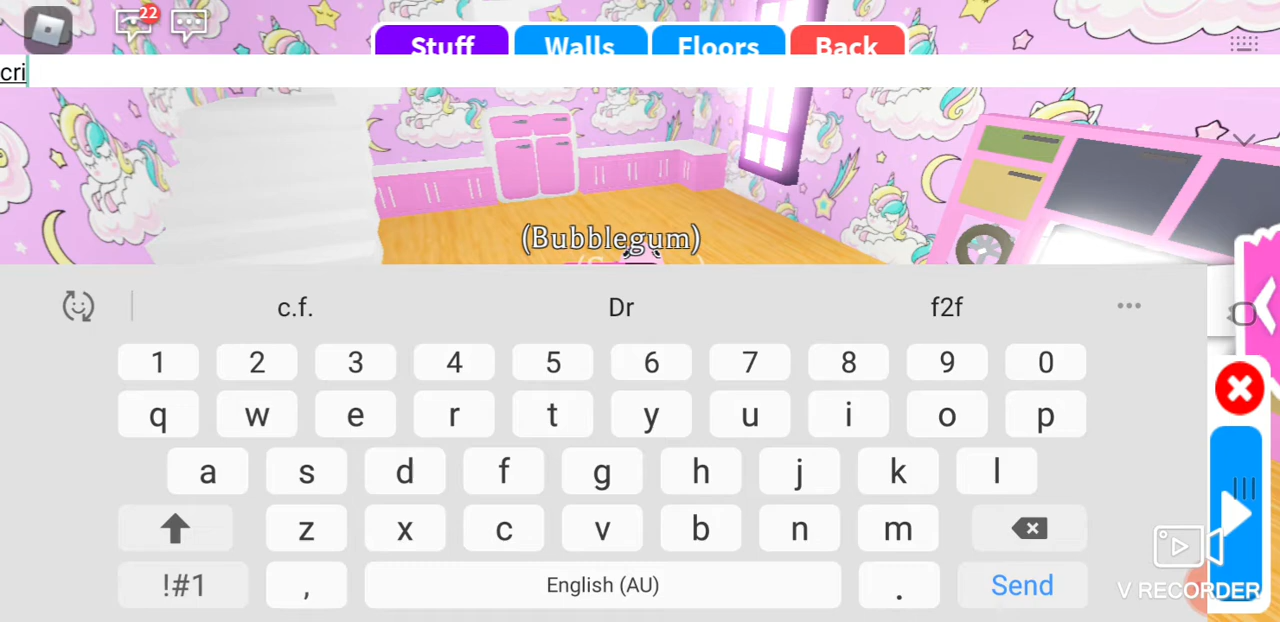 22
Stuff Walls Floors Back
cri
(Bubblegum)
c.f. Dr f2f
1 2 3 4 5 6 7 8 9 0
q w e r t y u i o p
a s d f g h j k l
z x c v b n m
!#1 , English (AU) . Send
V RECORDER